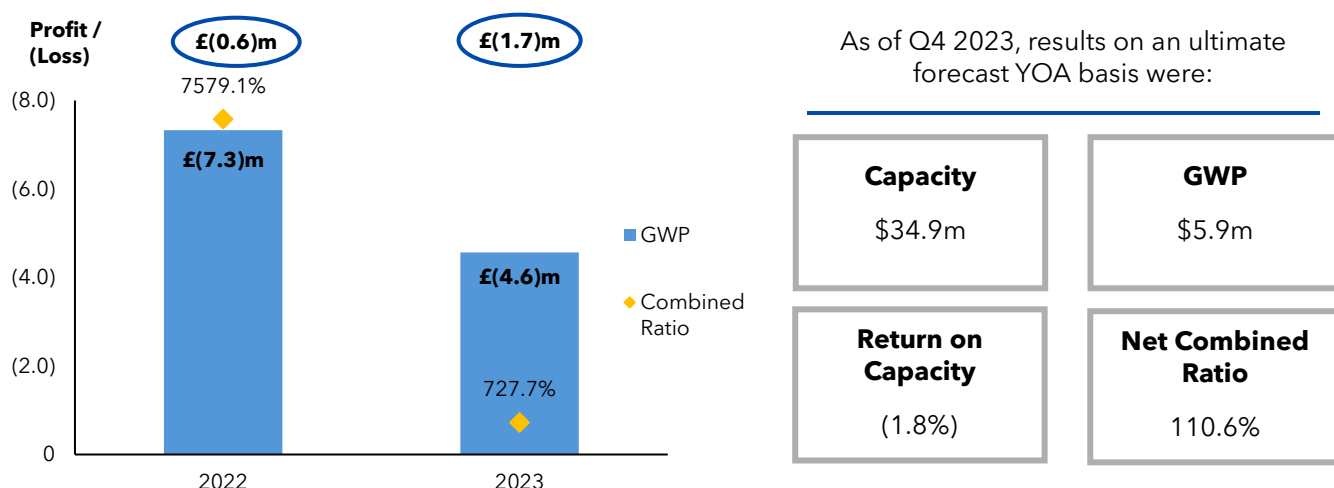 Profit /
(Loss)
£(0.6)m
£(1.7)m
7579.1%
(8.0)
£(7.3)m
(6.0)
(4.0)
£(4.6)m
(2.0)
727.7%
0
2022
2023
GWP
Combined
Ratio
As of Q4 2023, results on an ultimate
forecast YOA basis were:
Capacity
$34.9m
GWP
$5.9m
Return on
Capacity
(1.8%)
Net Combined
Ratio
110.6%